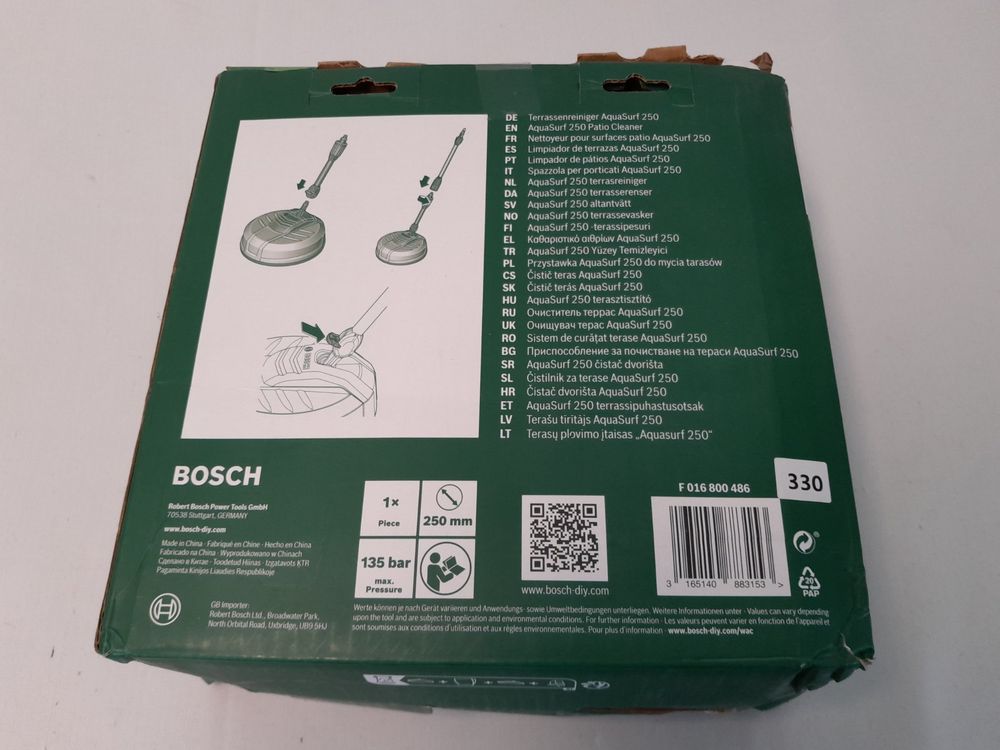 DE Terrassenreiniger AquaSurf 250
EN AquaSurf 250 Patio Cleaner
FR Nettoyeur pour surfaces patio AquaSurf 250
ES Limpiador de terrazas AquaSurf 250
PT Limpador de pátios AquaSurf 250
IT Spazzola per porticati AquaSurf 250
NL AquaSurf 250 terrasreiniger
DA AquaSurf 250 terrasserenser
SV AquaSurf 250 altantvätt
NO AquaSurf 250 terrassevasker
FI AquaSurf 250 -terassipesuri
EL Καθαριστικό αιθρίων AquaSurf 250
TR AquaSurf 250 Yüzey Temizleyici
PL Przystawka AquaSurf 250 do mycia tarasów
CS Čistič teras AquaSurf 250
SK Čistič terás AquaSurf 250
HU AquaSurf 250 terasztisztító
RU Очиститель террас AquaSurf 250
UK Очищувач терас AquaSurf 250
RO Sistem de curăţat terase AquaSurf 250
BG Приспособление за почистване на тераси AquaSurf 250
SR AquaSurf 250 čistač dvorišta
SL Čistilnik za terase AquaSurf 250
HR Čistač dvorišta AquaSurf 250
ET AquaSurf 250 terrassipuhastusotsak
LV Terašu tīrītājs AquaSurf 250
LT Terasų plovimo įtaisas „Aquasurf 250“
BOSCH
Robert Bosch Power Tools GmbH
70538 Stuttgart, GERMANY
www.bosch-diy.com
Made in China · Fabriqué en Chine · Hecho en China
Fabricado na China · Wyprodukowano w Chinach
Сделано в Китае · Toodetud Hiinas · Izgatavots ĶTR
Pagaminta Kinijos Liaudies Respublikoje
GB Importer:
Robert Bosch Ltd., Broadwater Park,
North Orbital Road, Uxbridge, UB9 5HJ
1×
Piece
250 mm
135 bar
max.
Pressure
www.bosch-diy.com
F 016 800 486
330
3 165140 883153 >
20
PAP
Werte können je nach Gerät variieren und Anwendungs- sowie Umweltbedingungen unterliegen. Weitere Informationen unter · Values can vary depending
upon the tool and are subject to application and environmental conditions. For further information · Les valeurs peuvent varier en fonction de l'appareil et
sont soumises aux conditions d'utilisation et aux règles environnementales. Pour plus d'information · www.bosch-diy.com/wac